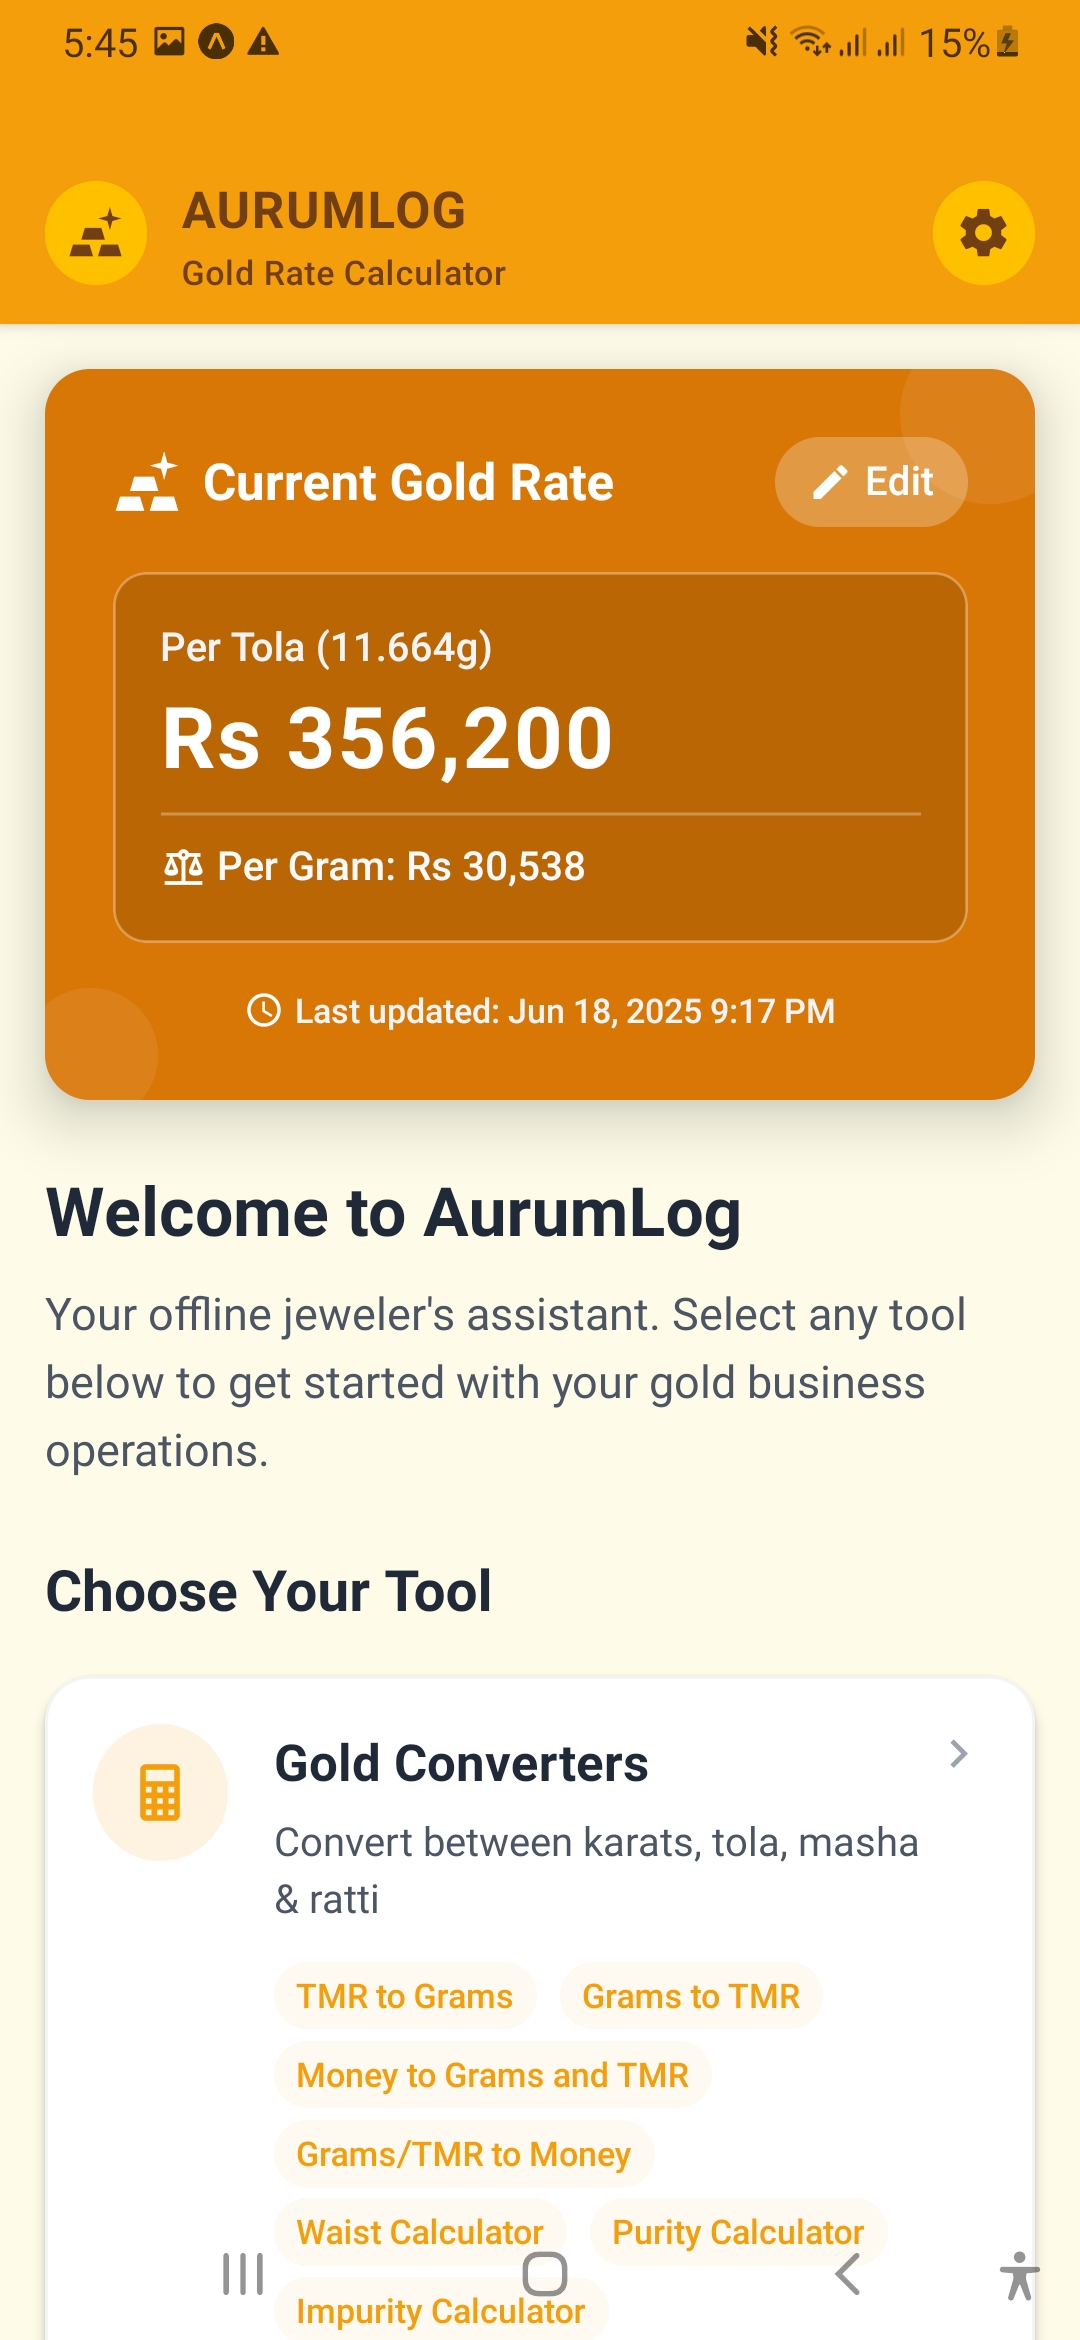 5:45
15%
AURUMLOG
Gold Rate Calculator
Current Gold Rate
Edit
Per Tola (11.664g)
Rs 356,200
Per Gram: Rs 30,538
Last updated: Jun 18, 2025 9:17 PM
Welcome to AurumLog
Your offline jeweler's assistant. Select any tool
below to get started with your gold business
operations.
Choose Your Tool
Gold Converters
Convert between karats, tola, masha
& ratti
TMR to Grams
Grams to TMR
Money to Grams and TMR
Grams/TMR to Money
Waist Calculator
Purity Calculator
Impurity Calculator